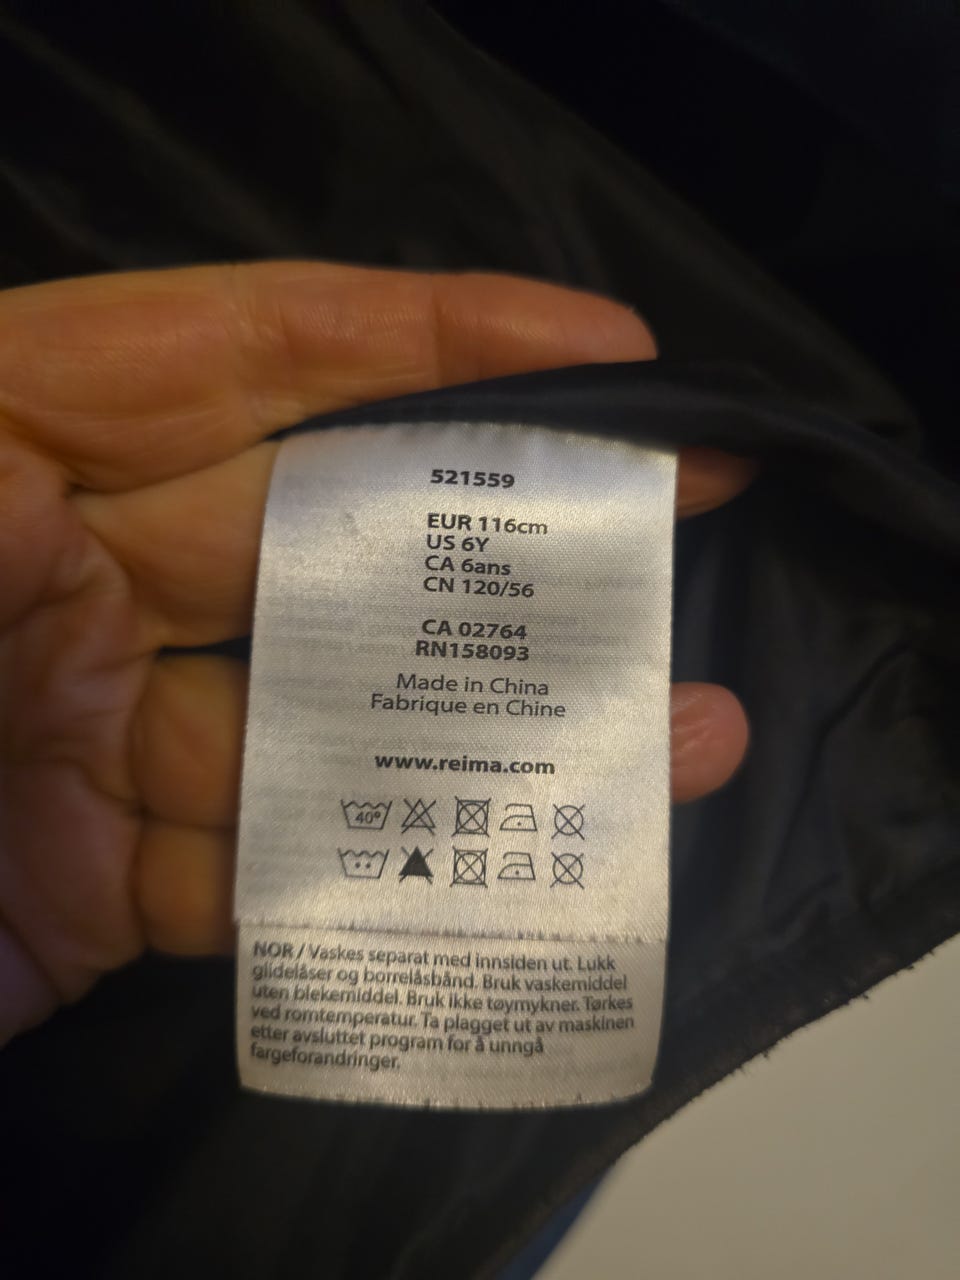 521559
EUR 116cm
US 6Y
CA 6ans
CN 120/56
CA 02764
RN158093
Made in China
Fabrique en Chine
www.reima.com
40°
NOR / Vaskes separat med innsiden ut. Lukk
glidelåser og borrelåsbånd. Bruk vaskemiddel
uten blekemiddel. Bruk ikke tøymykner. Tørkes
ved romtemperatur. Ta plagget ut av maskinen
etter avsluttet program for å unngå
fargeforandringer.